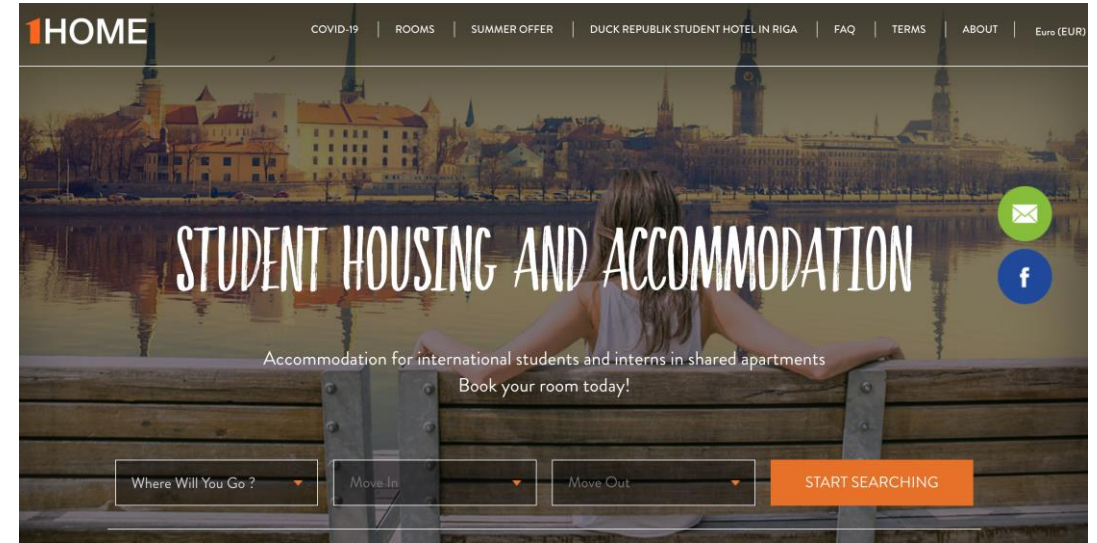 1HOME
COVID-19 | ROOMS | SUMMER OFFER | DUCK REPUBLIK STUDENT HOTEL IN RIGA | FAQ | TERMS | ABOUT | Euro (EUR)
STUDENT HOUSING AND ACCOMMODATION
f
Accommodation for international students and interns in shared apartments
Book your room today!
Where Will You Go ? Move In Move Out START SEARCHING